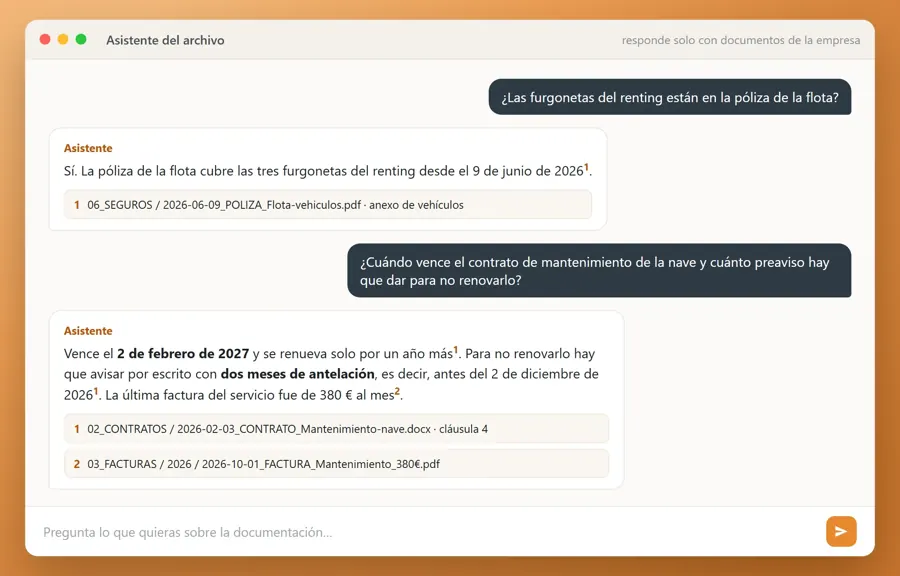 Asistente del archivo
responde solo con documentos de la empresa
¿Las furgonetas del renting están en la póliza de la flota?
Asistente
Sí. La póliza de la flota cubre las tres furgonetas del renting desde el 9 de junio de 2026¹.
1 06_SEGUROS / 2026-06-09_POLIZA_Flota-vehiculos.pdf · anexo de vehículos
¿Cuándo vence el contrato de mantenimiento de la nave y cuánto preaviso hay
que dar para no renovarlo?
Asistente
Vence el 2 de febrero de 2027 y se renueva solo por un año más¹. Para no renovarlo hay
que avisar por escrito con dos meses de antelación, es decir, antes del 2 de diciembre de
2026¹. La última factura del servicio fue de 380 € al mes².
1 02_CONTRATOS / 2026-02-03_CONTRATO_Mantenimiento-nave.docx · cláusula 4
2 03_FACTURAS / 2026 / 2026-10-01_FACTURA_Mantenimiento_380€.pdf
Pregunta lo que quieras sobre la documentación...